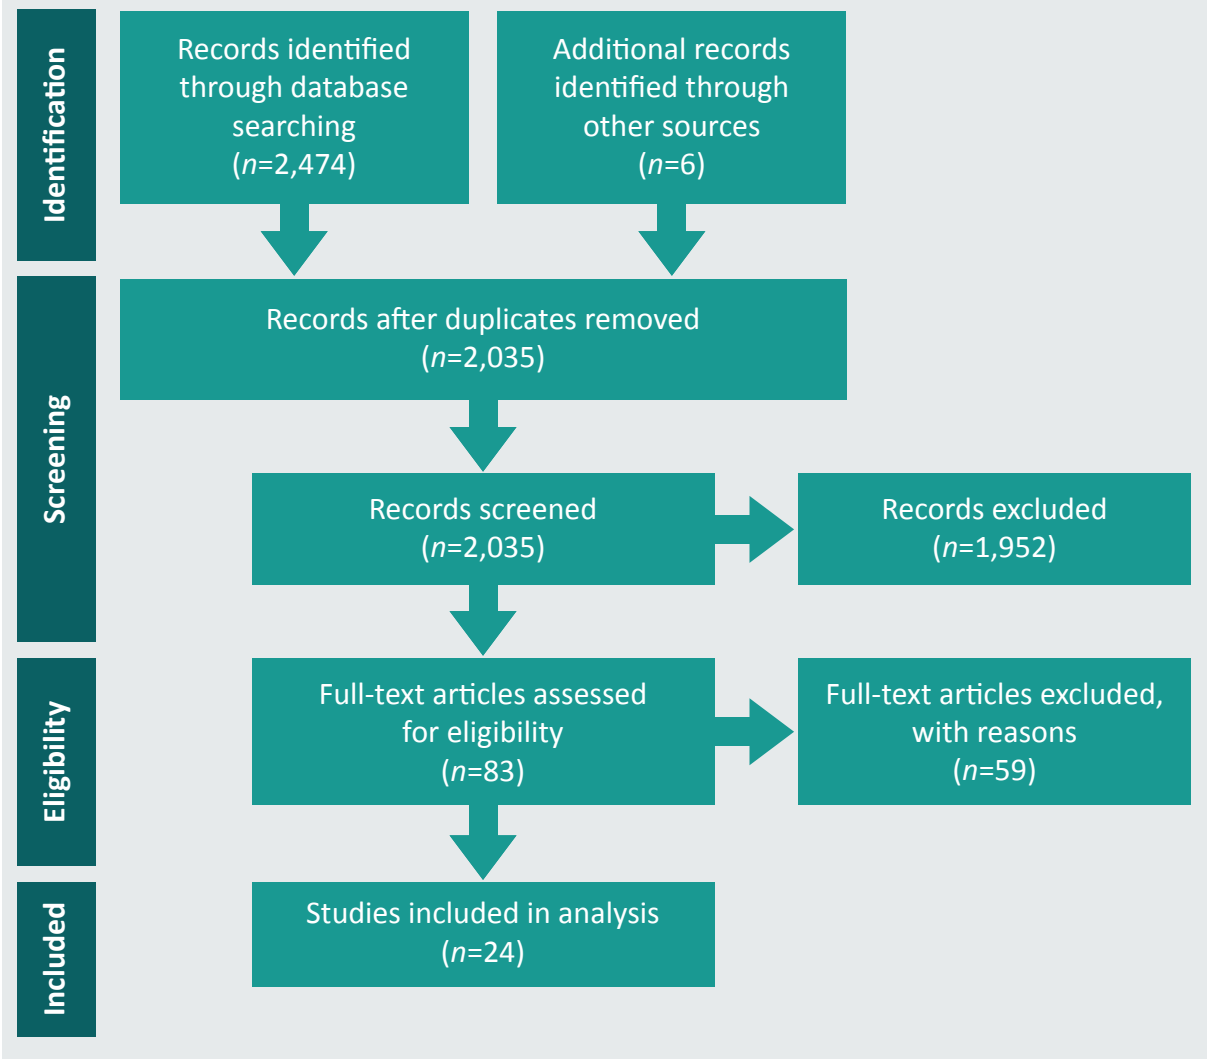 Identification
Records identified
through database
searching
(n=2,474)
Additional records
identified through
other sources
(n=6)
Screening
Records after duplicates removed
(n=2,035)
Records screened
(n=2,035)
Records excluded
(n=1,952)
Eligibility
Full-text articles assessed
for eligibility
(n=83)
Full-text articles excluded,
with reasons
(n=59)
Included
Studies included in analysis
(n=24)